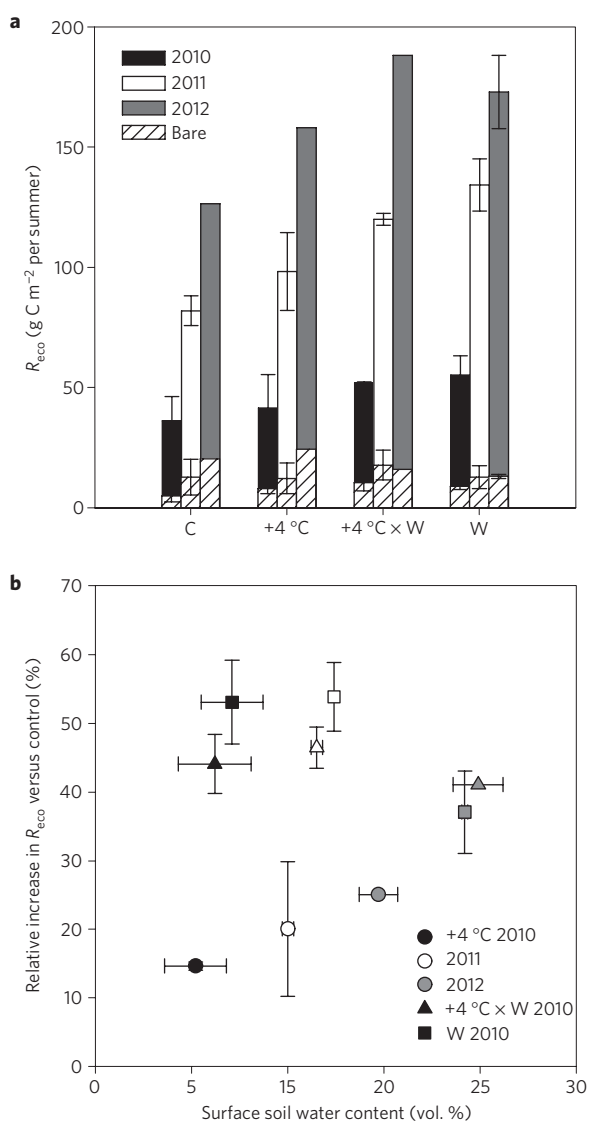 a
200
150
100
50
0
Reco (g C m⁻² per summer)
2010
2011
2012
Bare
C
+4 °C
+4 °C × W
W
b
70
60
50
40
30
20
10
0
Relative increase in Reco versus control (%)
+4 °C 2010
2011
2012
+4 °C × W 2010
W 2010
0 5 15 20 25 30
Surface soil water content (vol. %)